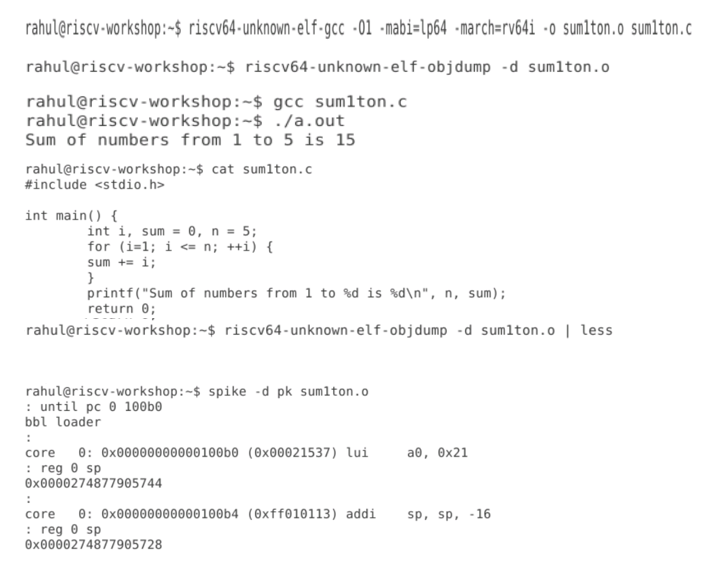 rahul@riscv-workshop:~$ riscv64-unknown-elf-gcc -O1 -mabi=lp64 -march=rv64i -o sum1ton.o sum1ton.c
rahul@riscv-workshop:~$ riscv64-unknown-elf-objdump -d sum1ton.o
rahul@riscv-workshop:~$ gcc sum1ton.c
rahul@riscv-workshop:~$ ./a.out
Sum of numbers from 1 to 5 is 15
rahul@riscv-workshop:~$ cat sum1ton.c
#include <stdio.h>
int main() {
int i, sum = 0, n = 5;
for (i=1; i <= n; ++i) {
sum += i;
}
printf("Sum of numbers from 1 to %d is %d\n", n, sum);
return 0;
rahul@riscv-workshop:~$ riscv64-unknown-elf-objdump -d sum1ton.o | less
rahul@riscv-workshop:~$ spike -d pk sum1ton.o
: until pc 0 100b0
bbl loader
:
core   0: 0x00000000000100b0 (0x00021537) lui     a0, 0x21
: reg 0 sp
0x0000274877905744
:
core   0: 0x00000000000100b4 (0xff010113) addi    sp, sp, -16
: reg 0 sp
0x0000274877905728